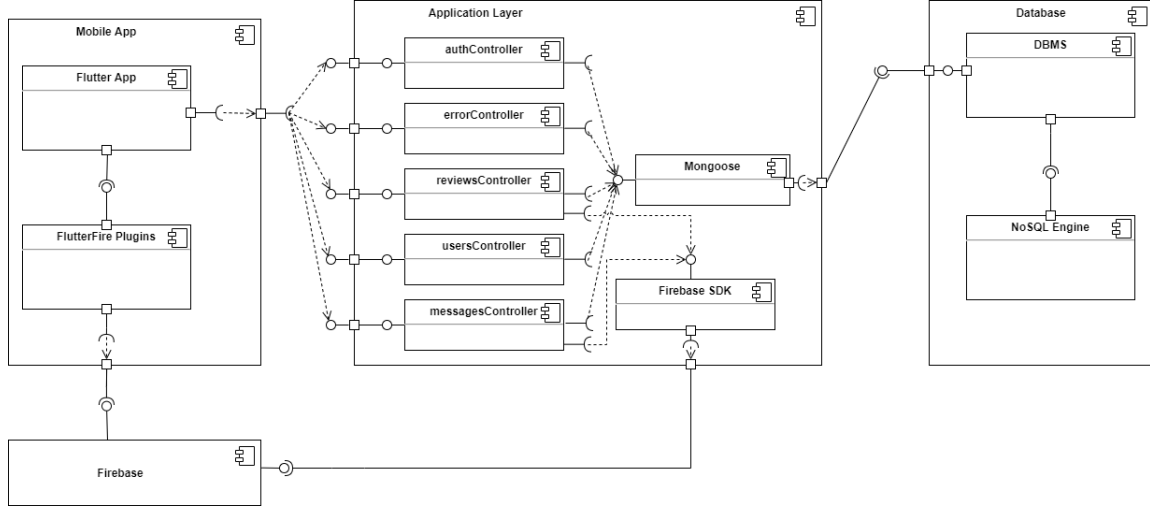 Mobile App
Flutter App
FlutterFire Plugins
Firebase
Application Layer
authController
errorController
reviewsController
usersController
messagesController
Mongoose
Firebase SDK
Database
DBMS
NoSQL Engine